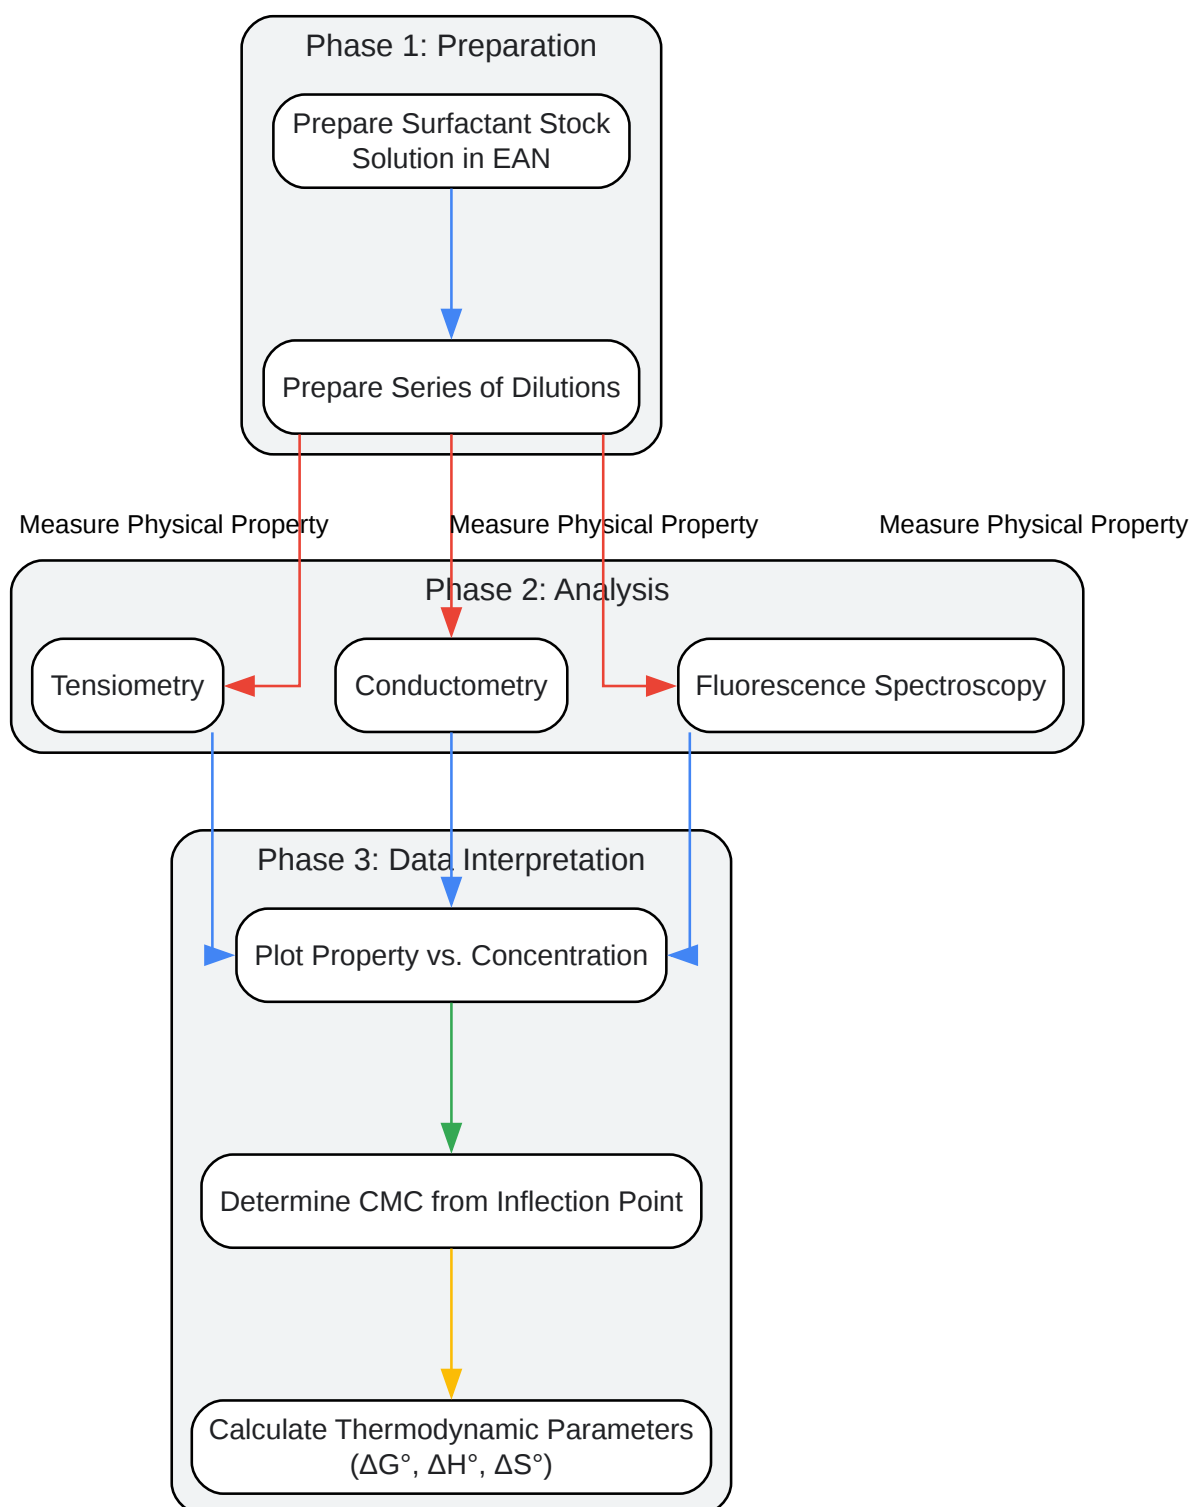 Phase 1: Preparation
Prepare Surfactant Stock
Solution in EAN
Prepare Series of Dilutions
Measure Physical Property
Measure Physical Property
Measure Physical Property
Phase 2: Analysis
Tensiometry
Conductometry
Fluorescence Spectroscopy
Phase 3: Data Interpretation
Plot Property vs. Concentration
Determine CMC from Inflection Point
Calculate Thermodynamic Parameters
(ΔG°, ΔH°, ΔS°)